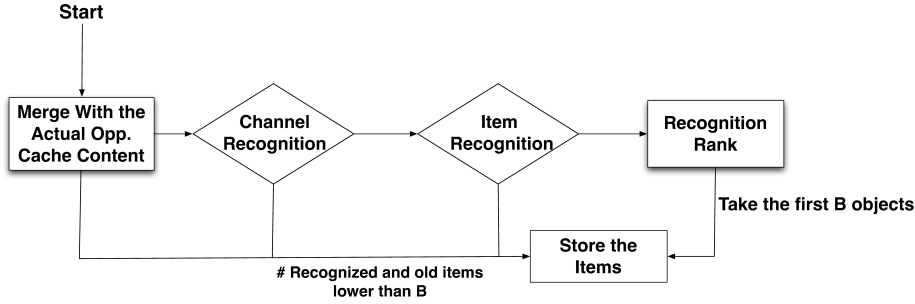 Start
Merge With the
Actual Opp.
Cache Content
Channel
Recognition
Item
Recognition
Recognition
Rank
Take the first B objects
Store the
Items
# Recognized and old items
lower than B